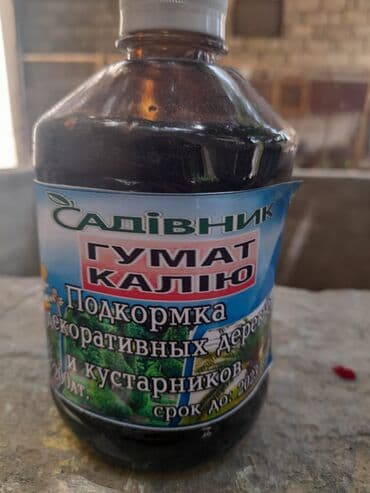 САДІВНИК
ГУМАТ
КАЛІЮ
Подкормка
декоративных деревьев
и кустарников
срок до: